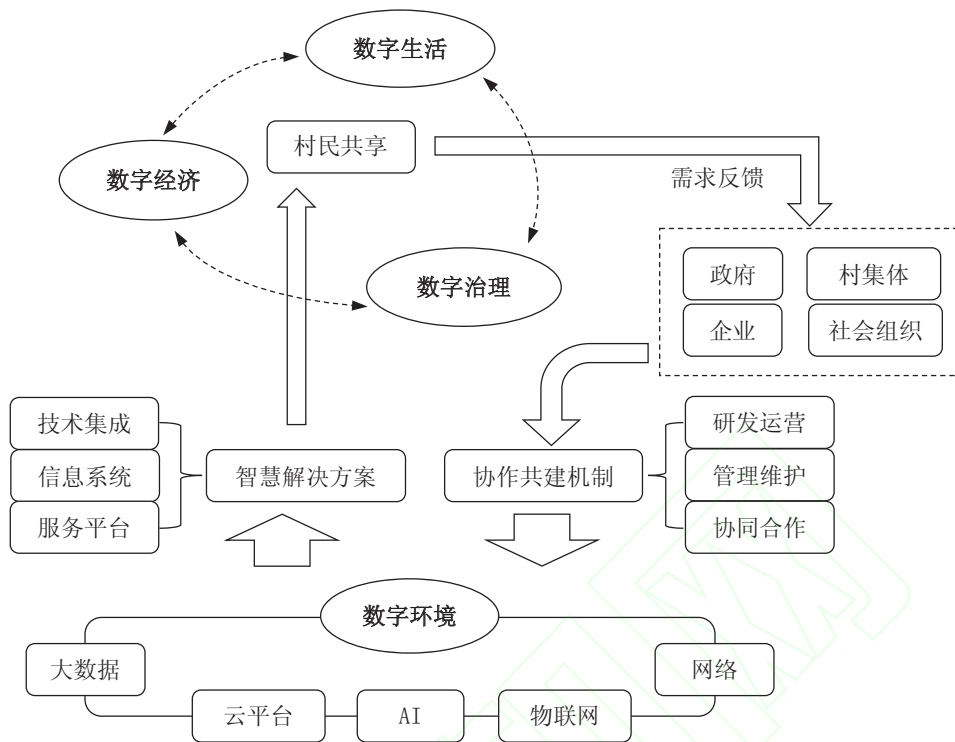 数字生活
村民共享
数字经济
需求反馈
政府
村集体
数字治理
企业
社会组织
技术集成
信息系统
服务平台
智慧解决方案
协作共建机制
研发运营
管理维护
协同合作
数字环境
大数据
网络
云平台
AI
物联网